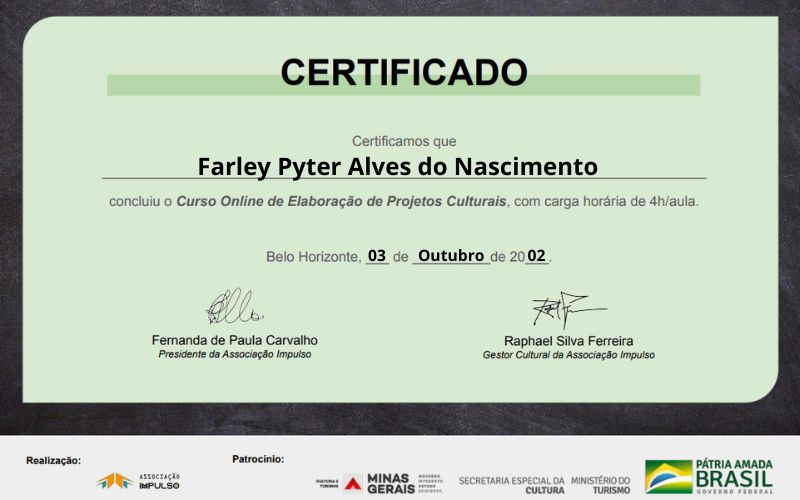 CERTIFICADO
Certificamos que
Farley Pyter Alves do Nascimento
concluiu o Curso Online de Elaboração de Projetos Culturais, com carga horária de 4h/aula.
Belo Horizonte, 03 de Outubro de 2002.
Fernanda de Paula Carvalho
Presidente da Associação Impulso
Raphael Silva Ferreira
Gestor Cultural da Associação Impulso
Realização:
ASSOCIAÇÃO
IMPULSO
Patrocínio:
CULTURA E
TURISMO
MINAS
GERAIS
GOVERNO
DIFERENTE.
ESTADO
EFICIENTE.
SECRETARIA ESPECIAL DA
CULTURA
MINISTÉRIO DO
TURISMO
PÁTRIA AMADA
BRASIL
GOVERNO FEDERAL